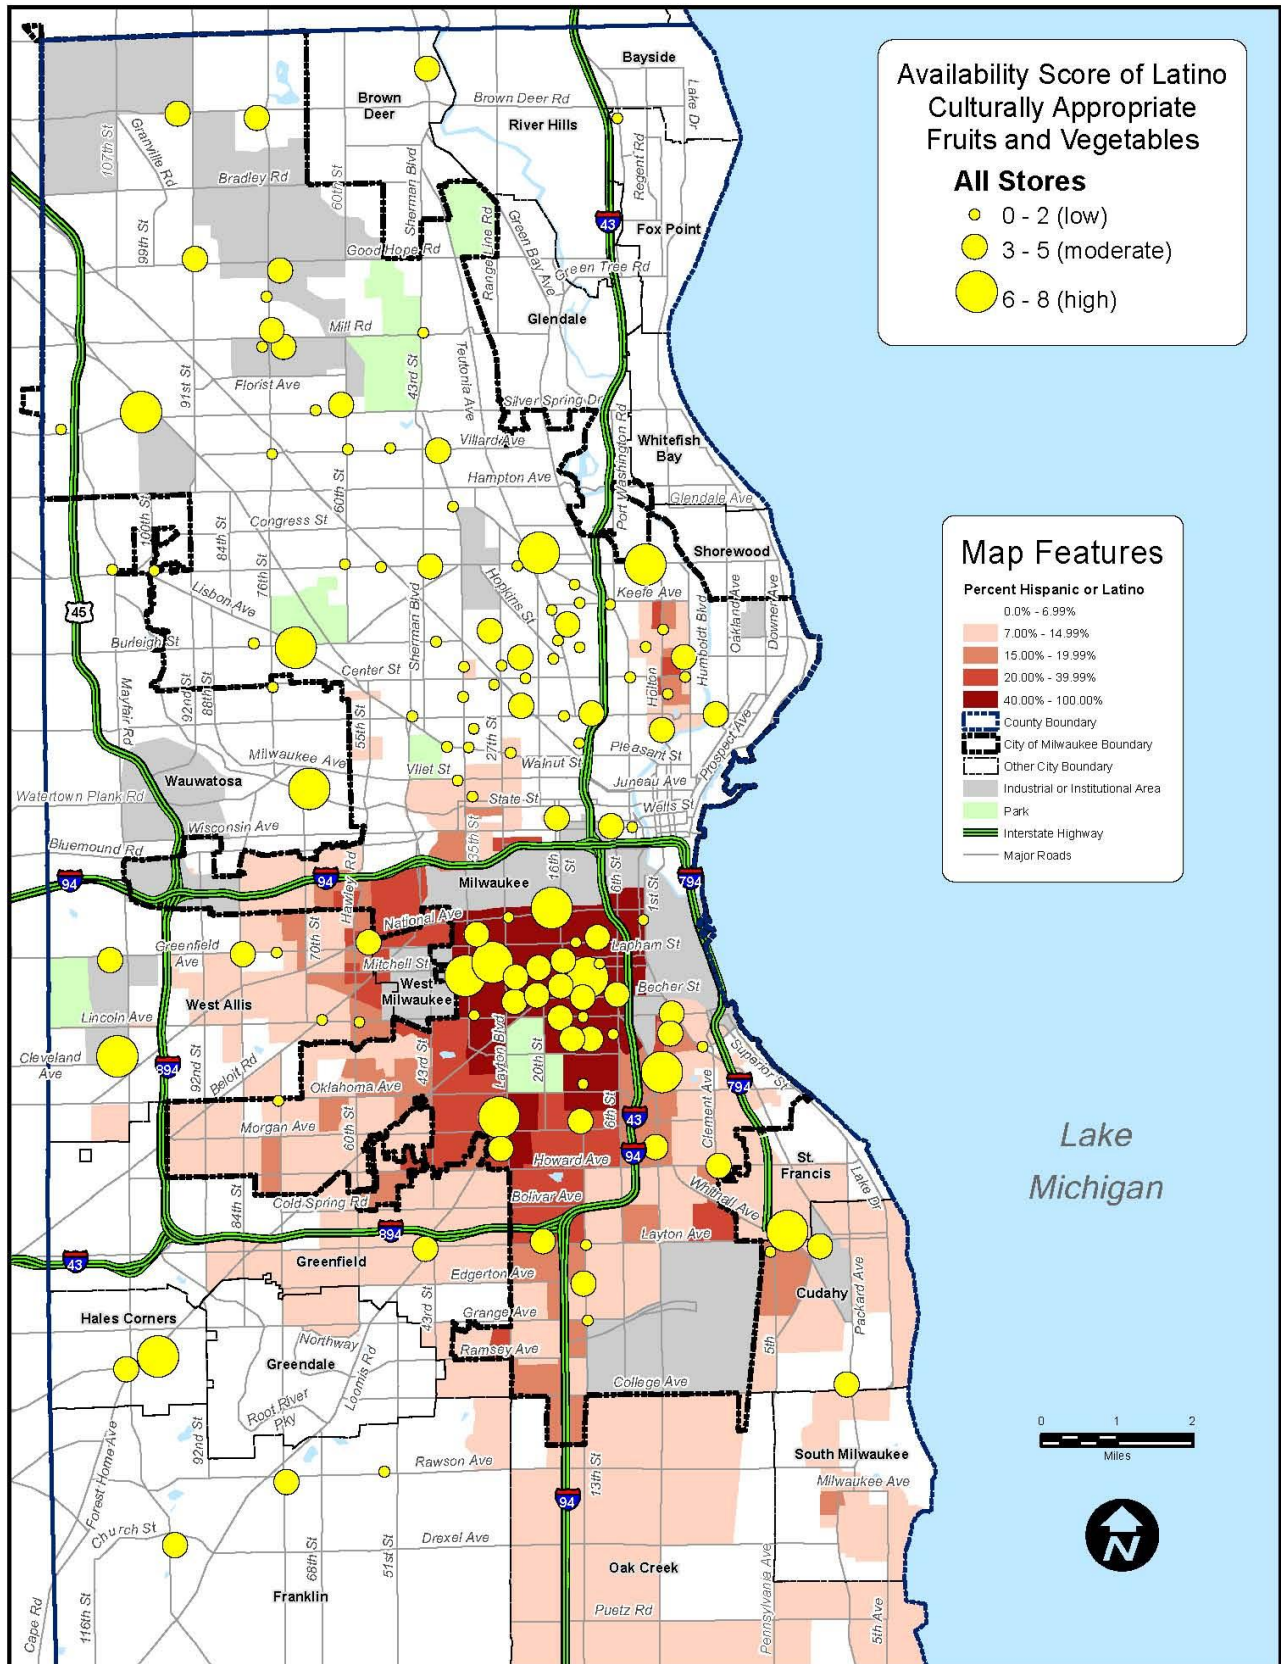 Availability Score of Latino
Culturally Appropriate
Fruits and Vegetables
All Stores
0 - 2 (low)
3 - 5 (moderate)
6 - 8 (high)
Map Features
Percent Hispanic or Latino
0.0% - 6.99%
7.00% - 14.99%
15.00% - 19.99%
20.00% - 39.99%
40.00% - 100.00%
County Boundary
City of Milwaukee Boundary
Other City Boundary
Industrial or Institutional Area
Park
Interstate Highway
Major Roads
Bayside
Lake Dr
Brown
Deer
Brown Deer Rd
River Hills
107th St
Granville Rd
Bradley Rd
60th St
Sherman Blvd
Regent Rd
43
Fox Point
99th St
Good Hope Rd
Range Line Rd
Green Bay Ave
Green Tree Rd
Glendale
Mill Rd
43rd St
Teutonia Ave
91st St
Florist Ave
Silver Spring Dr
Port Washington Rd
Whitefish
Bay
Villard Ave
Hampton Ave
Glendale Ave
100th St
60th St
Congress St
84th St
76th St
Shorewood
Lisbon Ave
Hopkins St
Keefe Ave
Humboldt Blvd
Oakland Ave
Downer Ave
45
Burleigh St
Sherman Blvd
Center St
Holton
Mayfair Rd
92nd St
88th St
55th St
27th St
Pleasant St
Prospect Ave
Milwaukee Ave
Vliet St
Walnut St
Juneau Ave
Wauwatosa
Watertown Plank Rd
State St
Wells St
Wisconsin Ave
35th St
Bluemound Rd
Hawley Rd
16th
St
6th St
1st St
94
94
Milwaukee
794
National Ave
70th St
Greenfield
Ave
Lapham St
Mitchell St
West
Milwaukee
West Allis
Becher St
Lincoln Ave
Cleveland
Ave
894
92nd St
Beloit Rd
43rd St
Layton Blvd
20th St
Superior St
Oklahoma Ave
794
Clement Ave
6th St
43
Morgan Ave
60th St
94
Howard Ave
St.
Francis
Lake
Michigan
Lake Dr
84th St
Cold Spring Rd
Bolivar Ave
Whitnall Ave
894
Layton Ave
43
Greenfield
Edgerton Ave
Cudahy
Packard Ave
43rd St
Hales Corners
Grange Ave
Northway
Ramsey Ave
Greendale
Loomis Rd
5th
College Ave
Root River
Pky
0 1 2
Miles
92nd St
Forest Home Ave
Rawson Ave
South Milwaukee
Milwaukee Ave
13th St
94
N
Church St
Drexel Ave
68th St
51st St
Oak Creek
Franklin
Puetz Rd
Pennsylvania Ave
5th Ave
116th St
Cape Rd